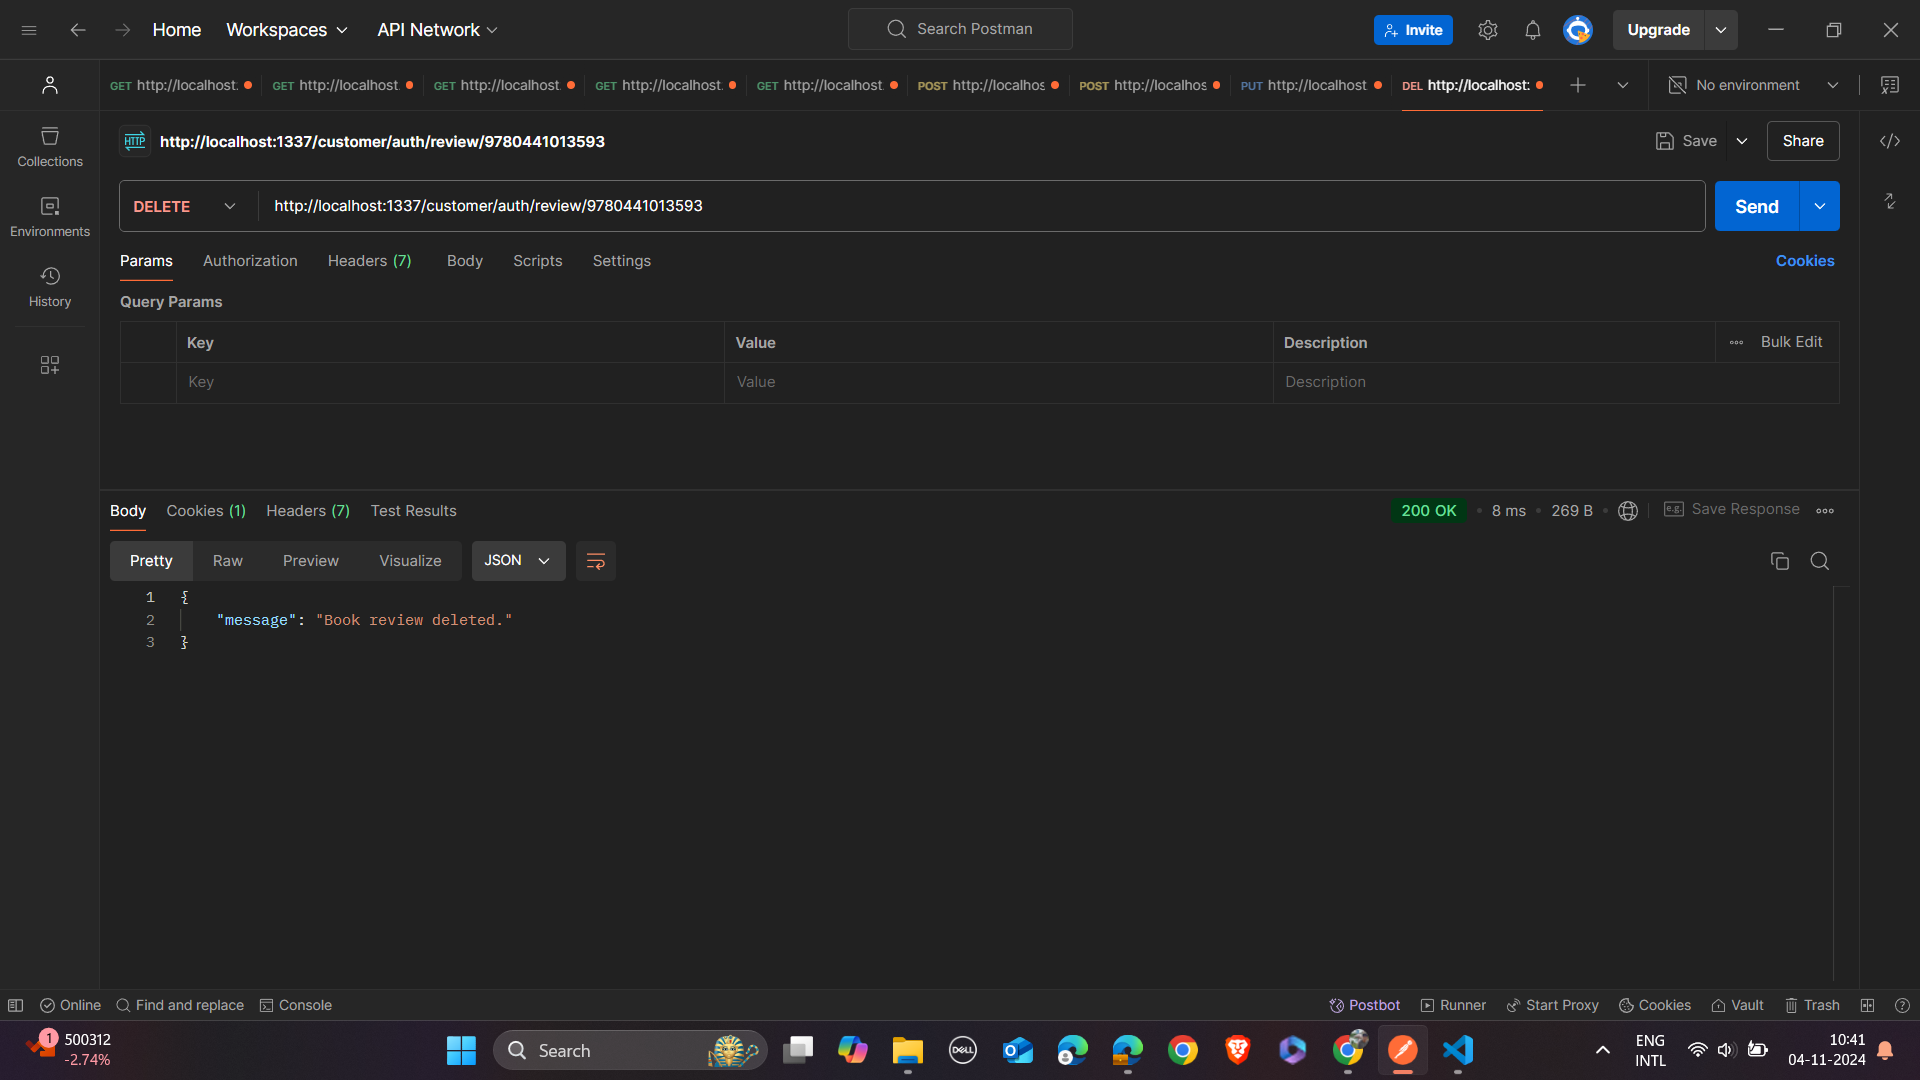 Home Workspaces API Network Search Postman Invite Upgrade
GET http://localhost. GET http://localhost. GET http://localhost. GET http://localhost. GET http://localhost. POST http://localhos POST http://localhos PUT http://localhost DEL http://localhost: No environment
HTTP http://localhost:1337/customer/auth/review/9780441013593 Save Share
Collections
Environments
History
DELETE http://localhost:1337/customer/auth/review/9780441013593 Send
Params Authorization Headers (7) Body Scripts Settings Cookies
Query Params
Key Value Description Bulk Edit
Key Value Description
Body Cookies (1) Headers (7) Test Results 200 OK 8 ms 269 B e.g. Save Response
Pretty Raw Preview Visualize JSON
1 {
2 "message": "Book review deleted."
3 }
Online Find and replace Console Postbot Runner Start Proxy Cookies Vault Trash
1 500312
-2.74%
Search
DELL
ENG
INTL
10:41
04-11-2024